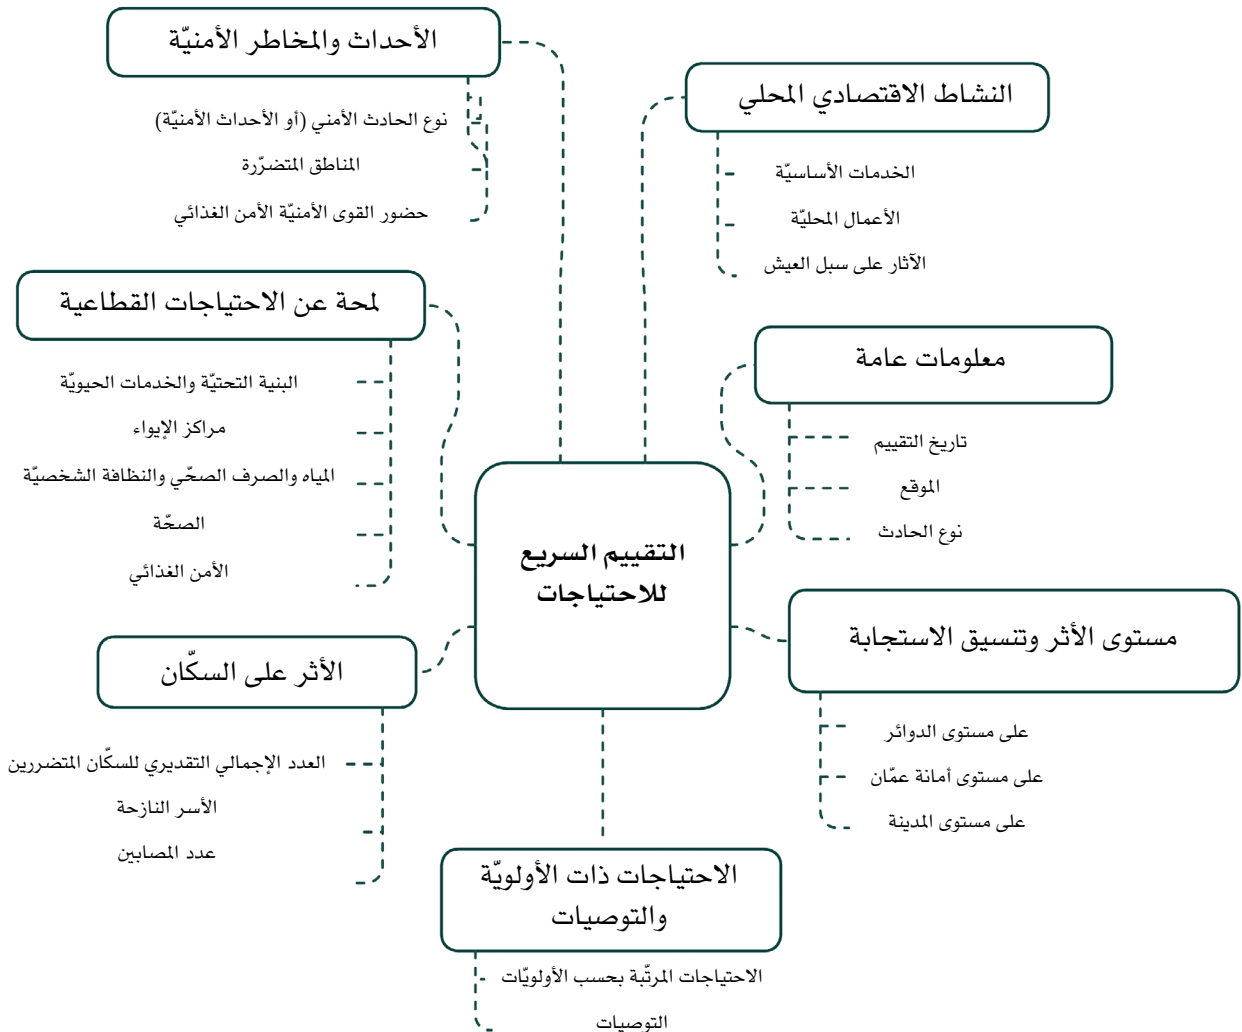 الأحداث والمخاطر الأمنيّة
نوع الحادث الأمني (أو الأحداث الأمنيّة)
المناطق المتضرّرة
حضور القوى الأمنيّة الأمن الغذائي
النشاط الاقتصادي المحلي
الخدمات الأساسيّة
الأعمال المحليّة
الآثار على سبل العيش
لمحة عن الاحتياجات القطاعية
البنية التحتيّة والخدمات الحيويّة
مراكز الإيواء
المياه والصرف الصحّي والنظافة الشخصيّة
الصحّة
الأمن الغذائي
معلومات عامة
تاريخ التقييم
الموقع
نوع الحادث
التقييم السريع
للاحتياجات
مستوى الأثر وتنسيق الاستجابة
على مستوى الدوائر
على مستوى أمانة عمّان
على مستوى المدينة
الأثر على السكّان
العدد الإجمالي التقديري للسكّان المتضررين
الأسر النازحة
عدد المصابين
الاحتياجات ذات الأولويّة
والتوصيات
الاحتياجات المرتّبة بحسب الأولويّات
التوصيات